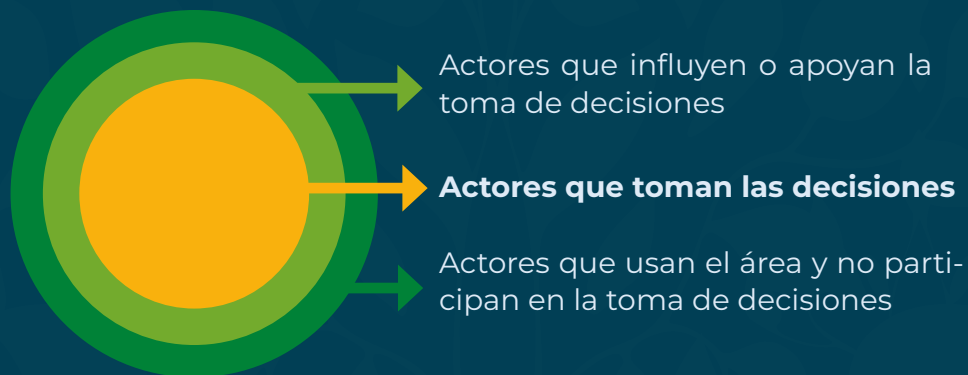 Actores que influyen o apoyan la
toma de decisiones
Actores que toman las decisiones
Actores que usan el área y no parti-
cipan en la toma de decisiones